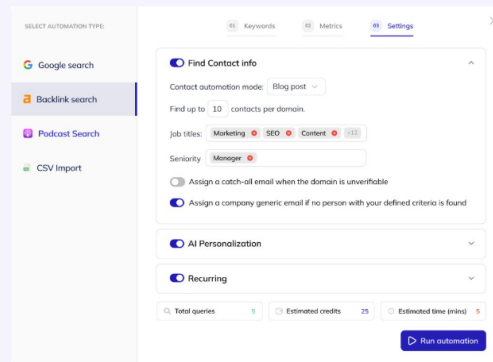 SELECT AUTOMATION TYPE:
01 Keywords
02 Metrics
03 Settings
Google search
Backlink search
Podcast Search
CSV Import
Find Contact info
Contact automation mode: Blog post
Find up to 10 contacts per domain.
Job titles: Marketing SEO Content +12
Seniority Manager
Assign a catch-all email when the domain is unverifiable
Assign a company generic email if no person with your defined criteria is found
AI Personalization
Recurring
Total queries 5
Estimated credits 25
Estimated time (mins) 5
Run automation